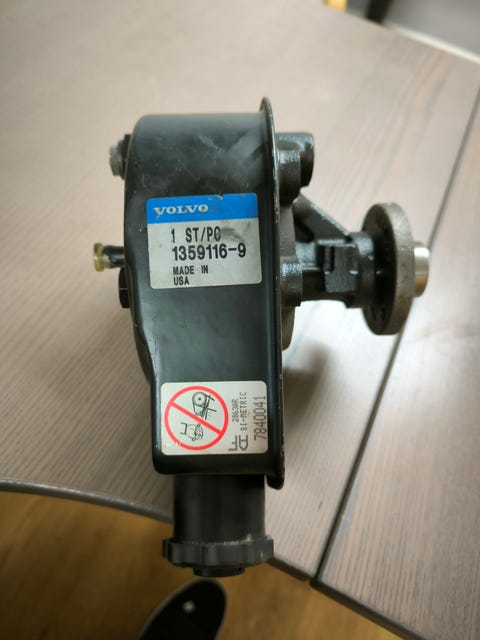 VOLVO
1 ST/PC
1359116-9
MADE IN
USA
SI-METRIC
AF
7840041